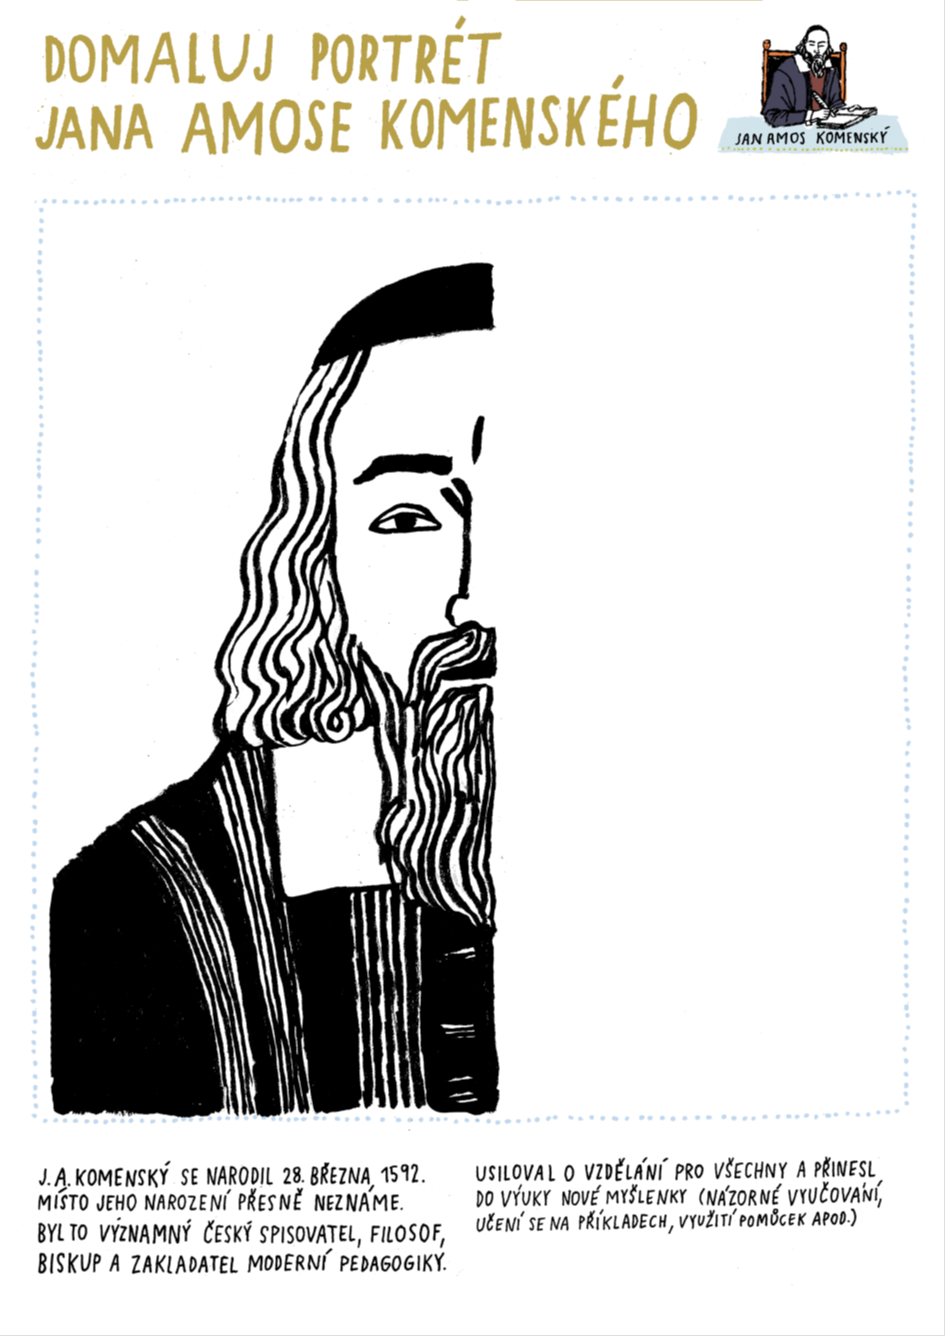 DOMALUJ PORTRÉT
JANA AMOSE KOMENSKÉHO
JAN AMOS KOMENSKÝ
J. A. KOMENSKÝ SE NARODIL 28. BŘEZNA, 1592.
MÍSTO JEHO NAROZENÍ PŘESNĚ NEZNÁME.
BYL TO VÝZNAMNÝ ČESKÝ SPISOVATEL, FILOSOF,
BISKUP A ZAKLADATEL MODERNÍ PEDAGOGIKY.
USILOVAL O VZDĚLÁNÍ PRO VŠECHNY A PŘINESL
DO VÝUKY NOVÉ MYŠLENKY (NÁZORNÉ VYUČOVÁNÍ,
UČENÍ SE NA PŘÍKLADECH, VYUŽITÍ POMŮCEK APOD.)